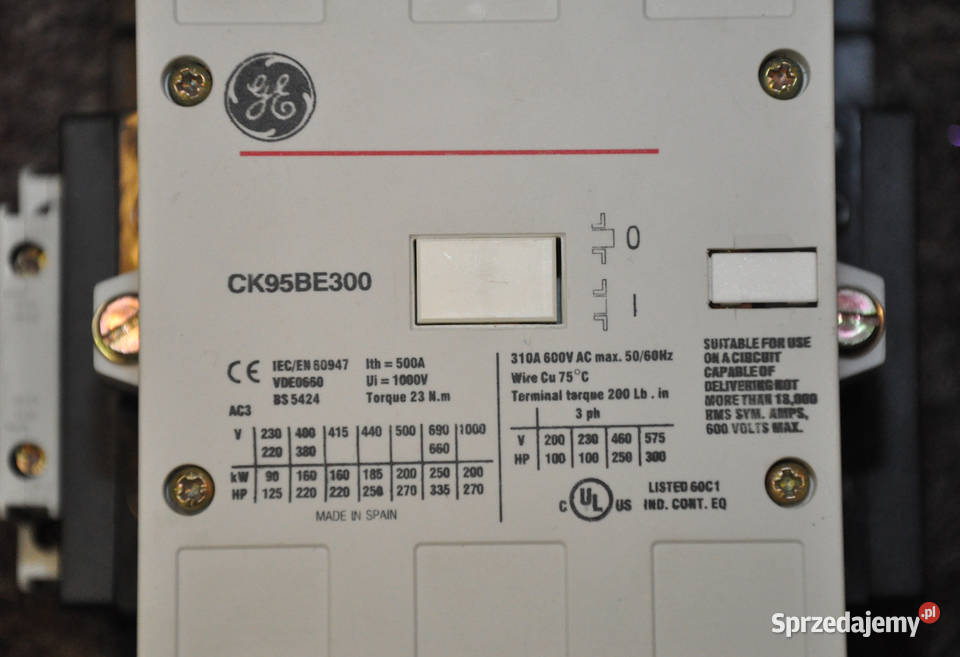 GE
0
CK95BE300
I
CE IEC/EN 60947 Ith = 500A
VDE0660 Ui = 1000V
BS 5424 Torque 23 N.m
AC3
V 230 400 415 440 500 690 1000
220 380 660
kW 90 160 160 185 200 250 200
HP 125 220 220 250 270 335 270
MADE IN SPAIN
310A 600V AC max. 50/60Hz
Wire Cu 75°C
Terminal torque 200 Lb . in
3 ph
V 200 230 460 575
HP 100 100 250 300
C UL US LISTED 60C1
IND. CONT. EQ
SUITABLE FOR USE
ON A CIRCUIT
CAPABLE OF
DELIVERING NOT
MORE THAN 18,000
RMS SYM. AMPS,
600 VOLTS MAX.
Sprzedajemy.pl